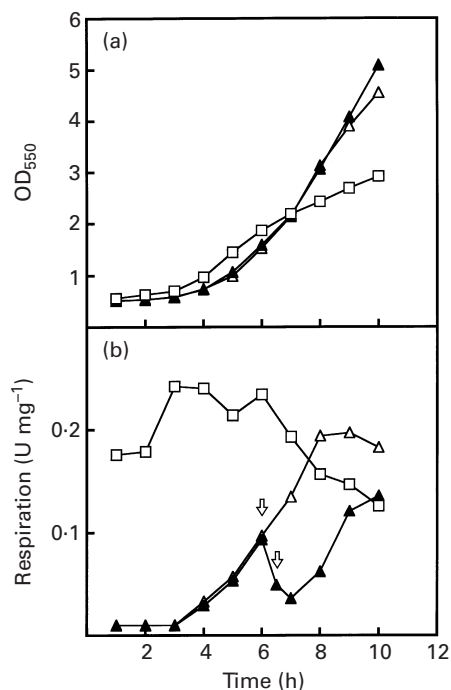 (a)
6
5
4
3
2
1
OD₅₅₀
(b)
0·2
0·1
Respiration (U mg⁻¹)
2 4 6 8 10 12
Time (h)